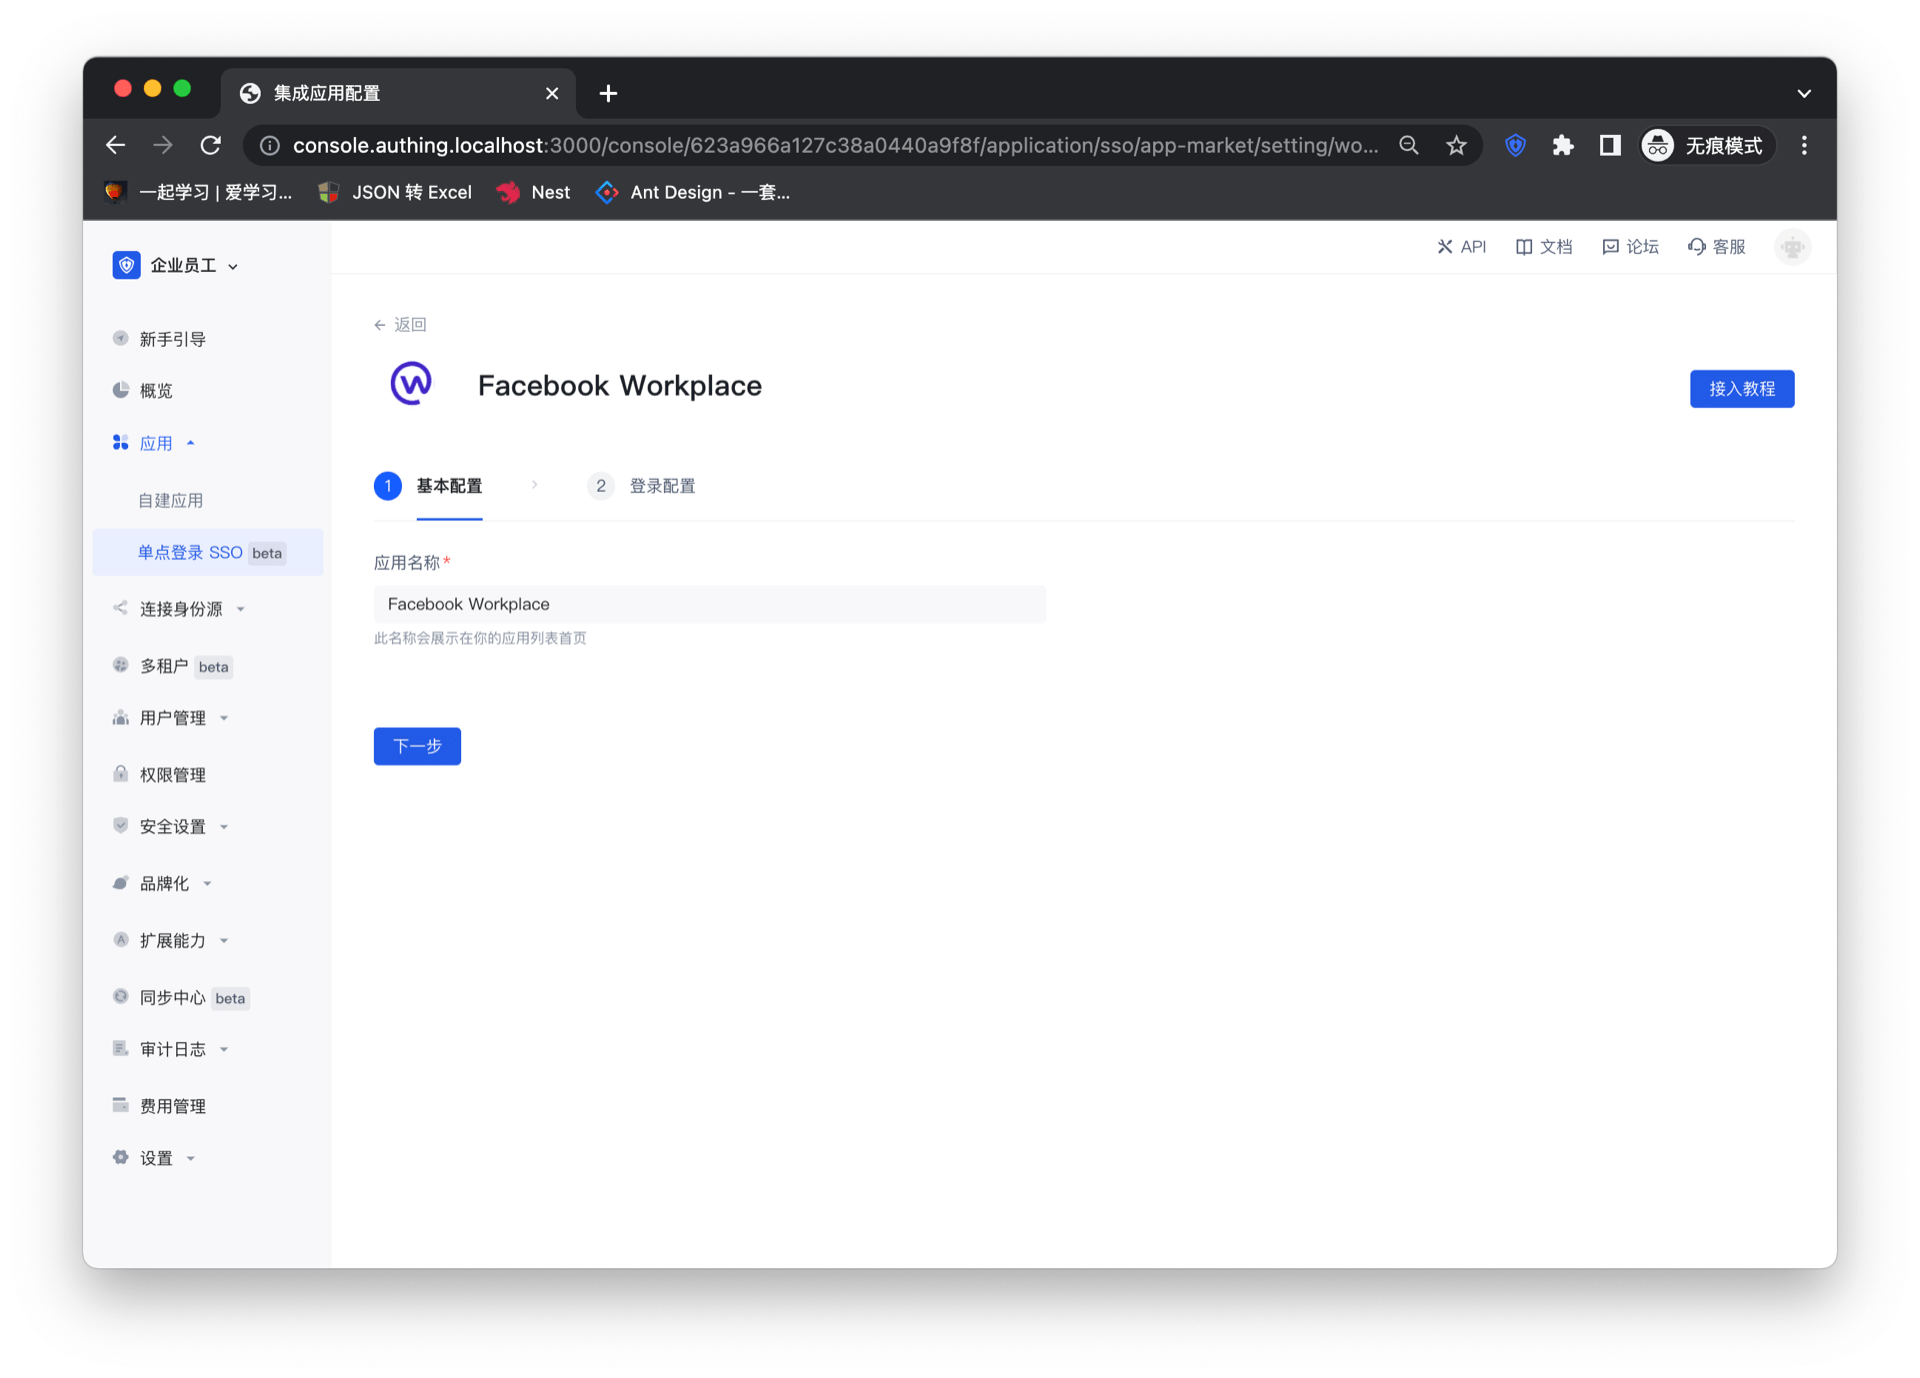 集成应用配置
console.authing.localhost:3000/console/623a966a127c38a0440a9f8f/application/sso/app-market/setting/wo...
无痕模式
一起学习 | 爱学习...
JSON 转 Excel
Nest
Ant Design - 一套...
企业员工
API
文档
论坛
客服
新手引导
概览
应用
自建应用
单点登录 SSO beta
连接身份源
多租户 beta
用户管理
权限管理
安全设置
品牌化
扩展能力
同步中心 beta
审计日志
费用管理
设置
返回
Facebook Workplace
接入教程
1 基本配置
2 登录配置
应用名称*
Facebook Workplace
此名称会展示在你的应用列表首页
下一步